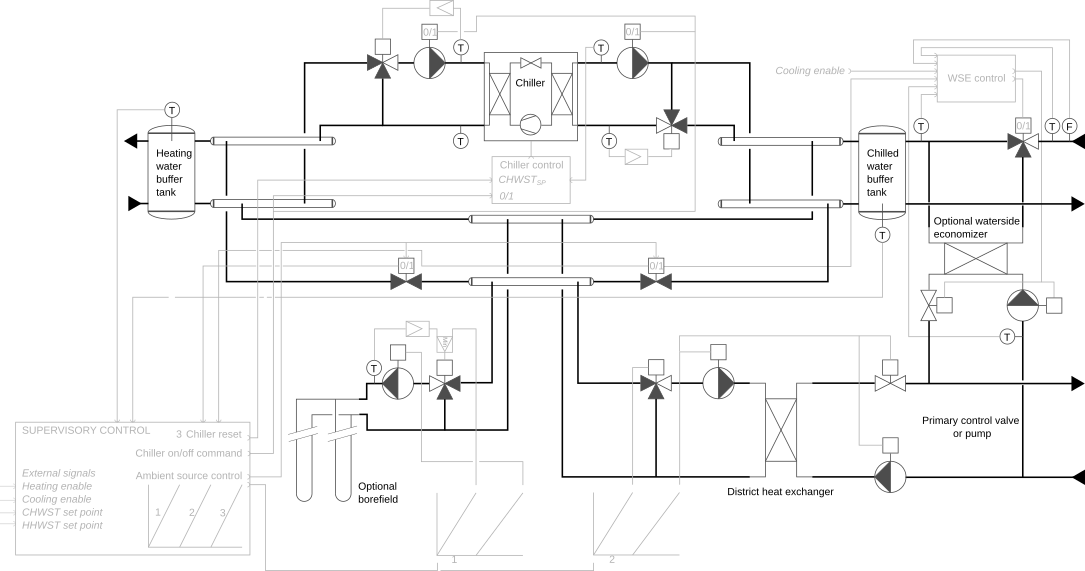 0/1
0/1
T
T
Chiller
Cooling enable
WSE control
T
T
T
F
0/1
T
T
Heating
water
buffer
tank
Chiller control
CHWST SP
0/1
Chilled
water
buffer
tank
T
Optional waterside
economizer
0/1
0/1
T
T
Primary control valve
or pump
SUPERVISORY CONTROL
3 Chiller reset
Chiller on/off command
External signals
Heating enable
Cooling enable
CHWST set point
HHWST set point
Ambient source control
1
2
3
Optional
borefield
District heat exchanger
1
2